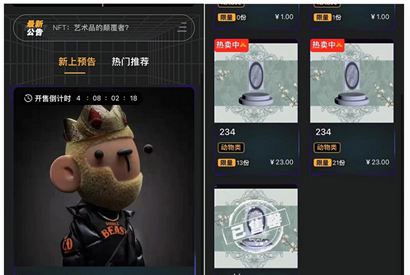 最新
公告
NFT：艺术品的颠覆者?
新上预告
热门推荐
开售倒计时 4 : 08 : 02 : 18
BEAS
限量 0份 ¥ 1.00
限量 1份 ¥ 1.00
热卖中
热卖中
234
动物类
限量 13份 ¥ 23.00
234
动物类
限量 21份 ¥ 23.00
已售罄